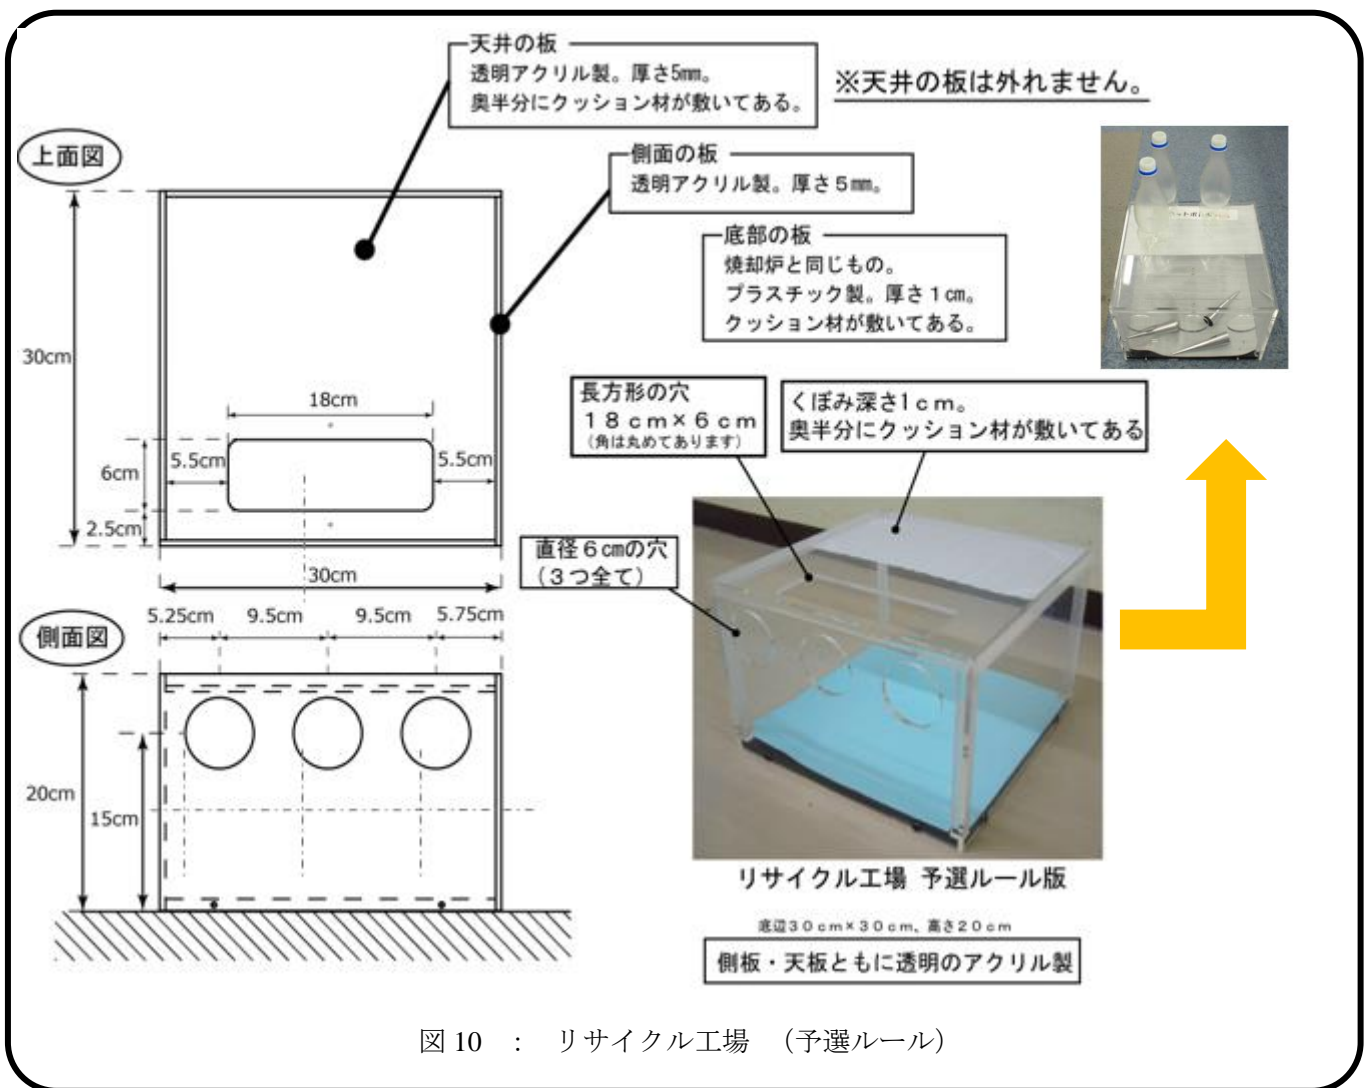 天井の板
透明アクリル製。厚さ5mm。
奥半分にクッション材が敷いてある。
※天井の板は外れません。
上面図
側面の板
透明アクリル製。厚さ５㎜。
底部の板
焼却炉と同じもの。
プラスチック製。厚さ１㎝。
クッション材が敷いてある。
30cm
18cm
6cm
5.5cm
5.5cm
2.5cm
30cm
長方形の穴
１８ｃｍ×６ｃｍ
（角は丸めてあります）
くぼみ深さ1ｃｍ。
奥半分にクッション材が敷いてある
直径６㎝の穴
（３つ全て）
側面図
5.25cm
9.5cm
9.5cm
5.75cm
20cm
15cm
リサイクル工場 予選ルール版
底辺３０ｃｍ×３０ｃｍ、高さ２０ｃｍ
側板・天板ともに透明のアクリル製
図 10 ： リサイクル工場 （予選ルール）